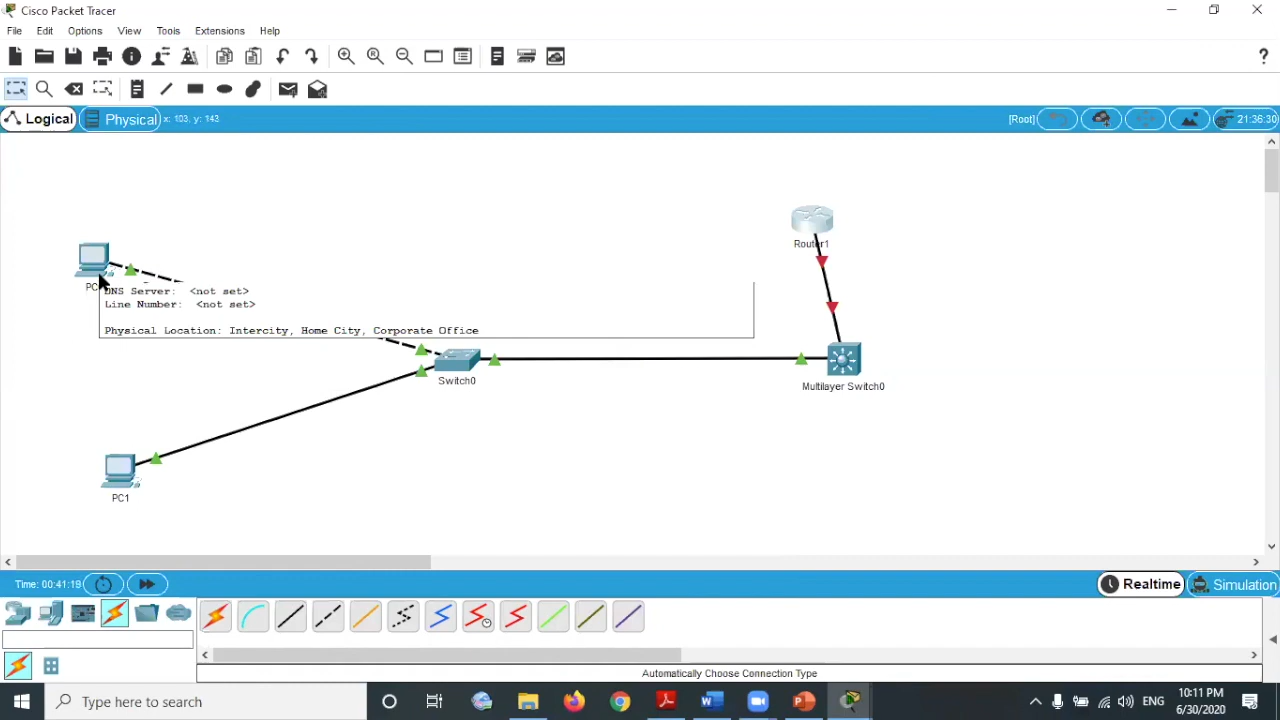 Cisco Packet Tracer
File Edit Options View Tools Extensions Help
?
Logical Physical x: 103, y: 143 [Root] 21:36:30
Router1
PC
DNS Server: <not set>
Line Number: <not set>
Physical Location: Intercity, Home City, Corporate Office
Switch0
Multilayer Switch0
PC1
Time: 00:41:19 Realtime Simulation
Automatically Choose Connection Type
Type here to search
ENG
10:11 PM
6/30/2020